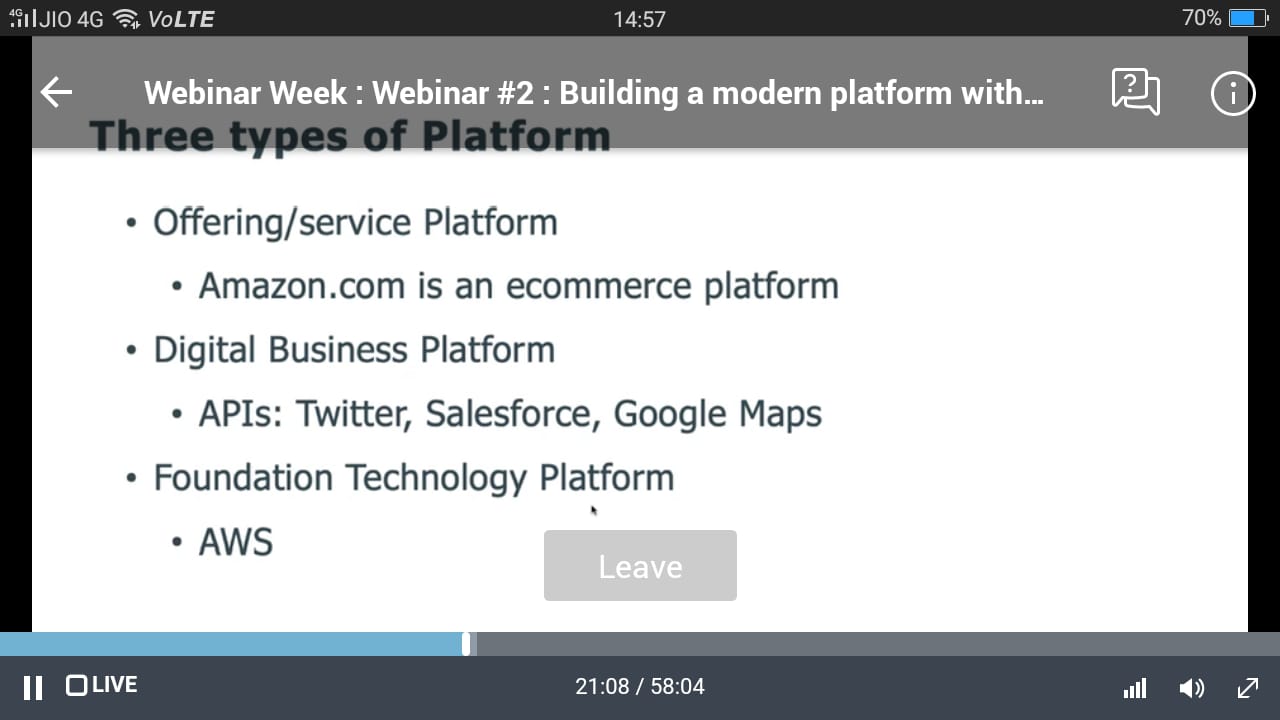 4G JIO 4G VoLTE 14:57 70%
Webinar Week : Webinar #2 : Building a modern platform with...
Three types of Platform
• Offering/service Platform
• Amazon.com is an ecommerce platform
• Digital Business Platform
• APIs: Twitter, Salesforce, Google Maps
• Foundation Technology Platform
• AWS
Leave
LIVE 21:08 / 58:04